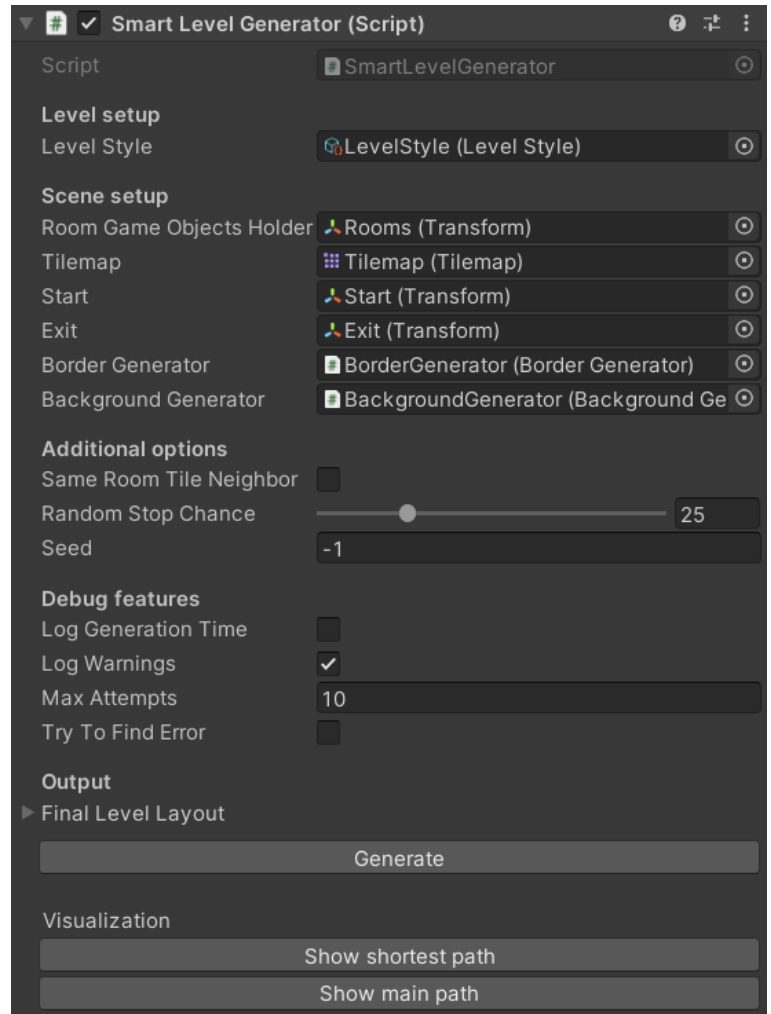 Smart Level Generator (Script)
Script SmartLevelGenerator
Level setup
Level Style LevelStyle (Level Style)
Scene setup
Room Game Objects Holder Rooms (Transform)
Tilemap Tilemap (Tilemap)
Start Start (Transform)
Exit Exit (Transform)
Border Generator BorderGenerator (Border Generator)
Background Generator BackgroundGenerator (Background Ge
Additional options
Same Room Tile Neighbor
Random Stop Chance 25
Seed -1
Debug features
Log Generation Time
Log Warnings
Max Attempts 10
Try To Find Error
Output
Final Level Layout
Generate
Visualization
Show shortest path
Show main path